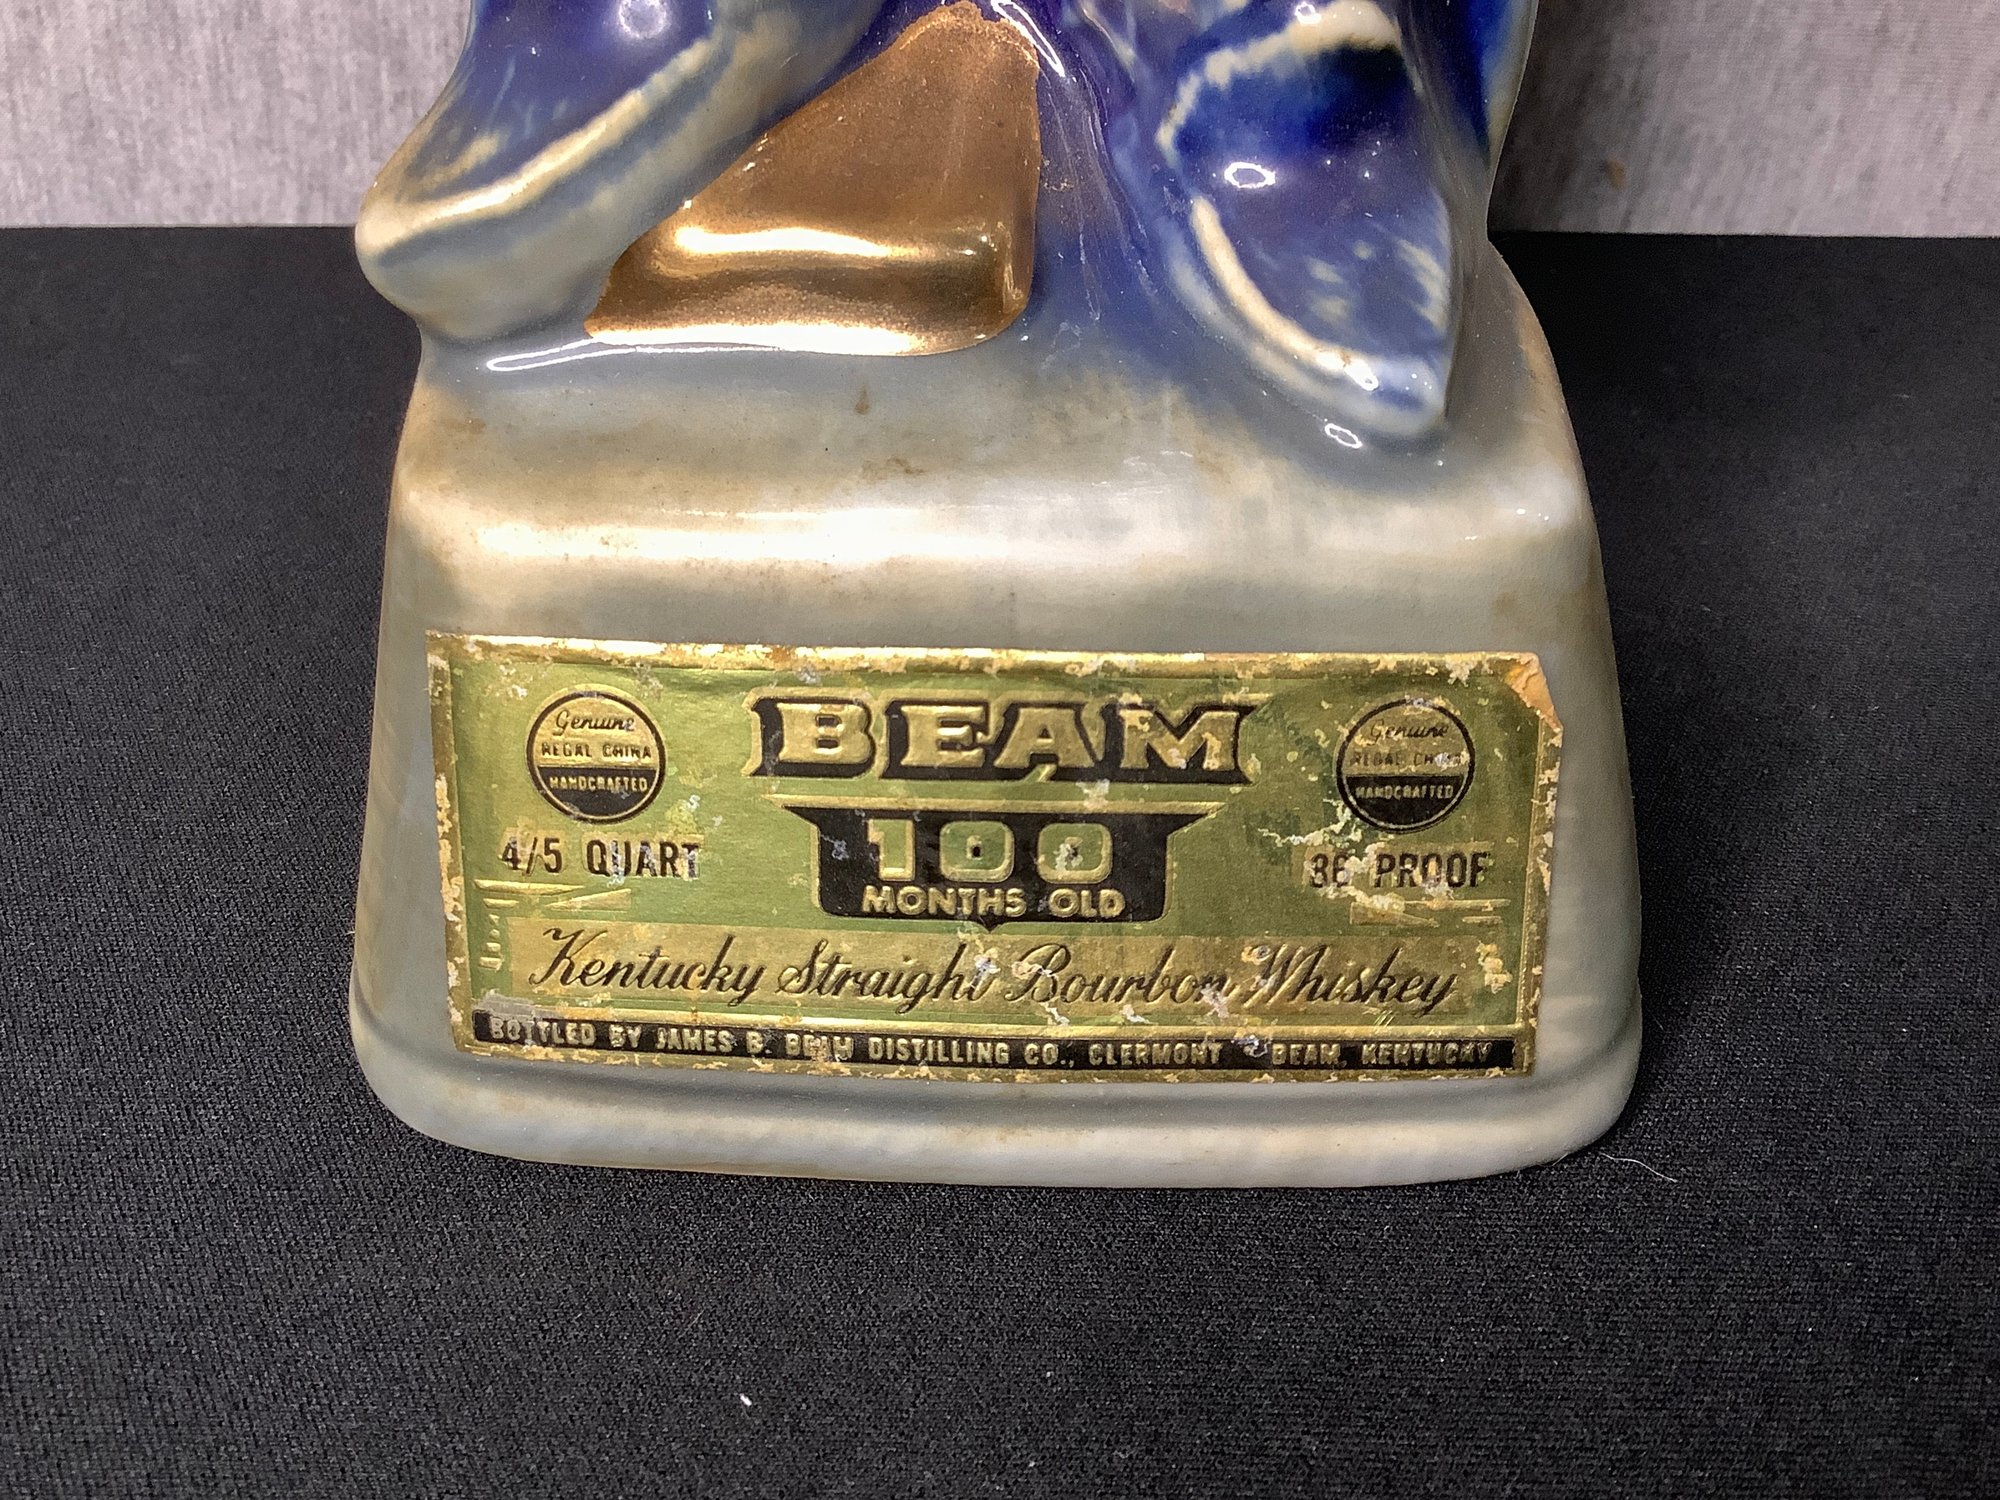 Genuine
REGAL CHINA
HANDCRAFTED
BEAM
Genuine
REGAL CHINA
HANDCRAFTED
4/5 QUART
100
MONTHS OLD
86 PROOF
Kentucky Straight Bourbon Whiskey
BOTTLED BY JAMES B. BEAM DISTILLING CO., CLERMONT - BEAM, KENTUCKY